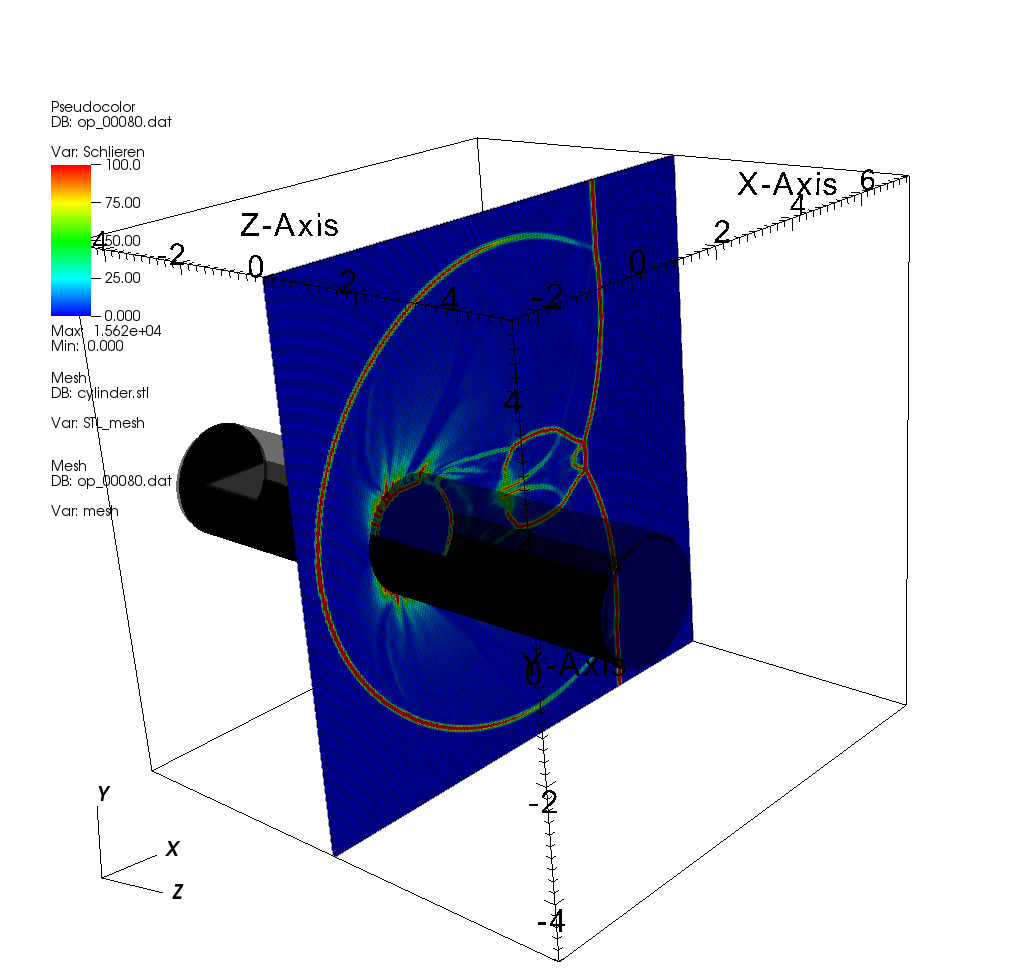 Pseudocolor
DB: op_00080.dat
Var: Schlieren
100.0
75.00
50.00
25.00
0.000
Max: 1.562e+04
Min: 0.000
Mesh
DB: cylinder.stl
Var: STL_mesh
Mesh
DB: op_00080.dat
Var: mesh
Z-Axis
-4
-2
0
2
4
X-Axis
-2
0
2
4
6
4
Y-Axis
0
-2
-4
Y
X
Z